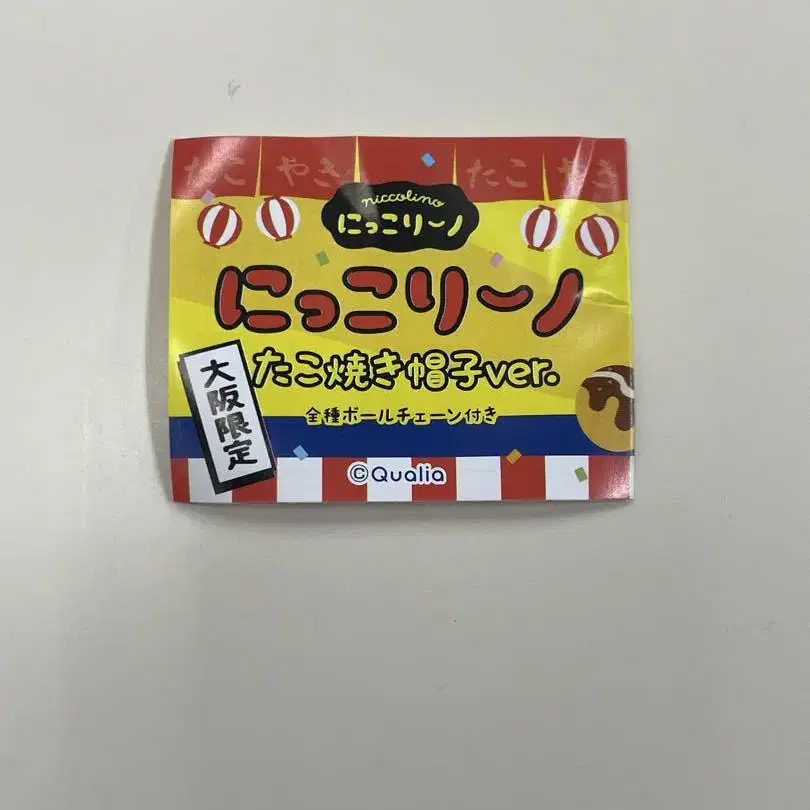 たこ やき たこ やき
niccolino
にっこりーノ
にっこりーノ
たこ焼き帽子ver.
大阪限定
全種ボールチェーン付き
©Qualia